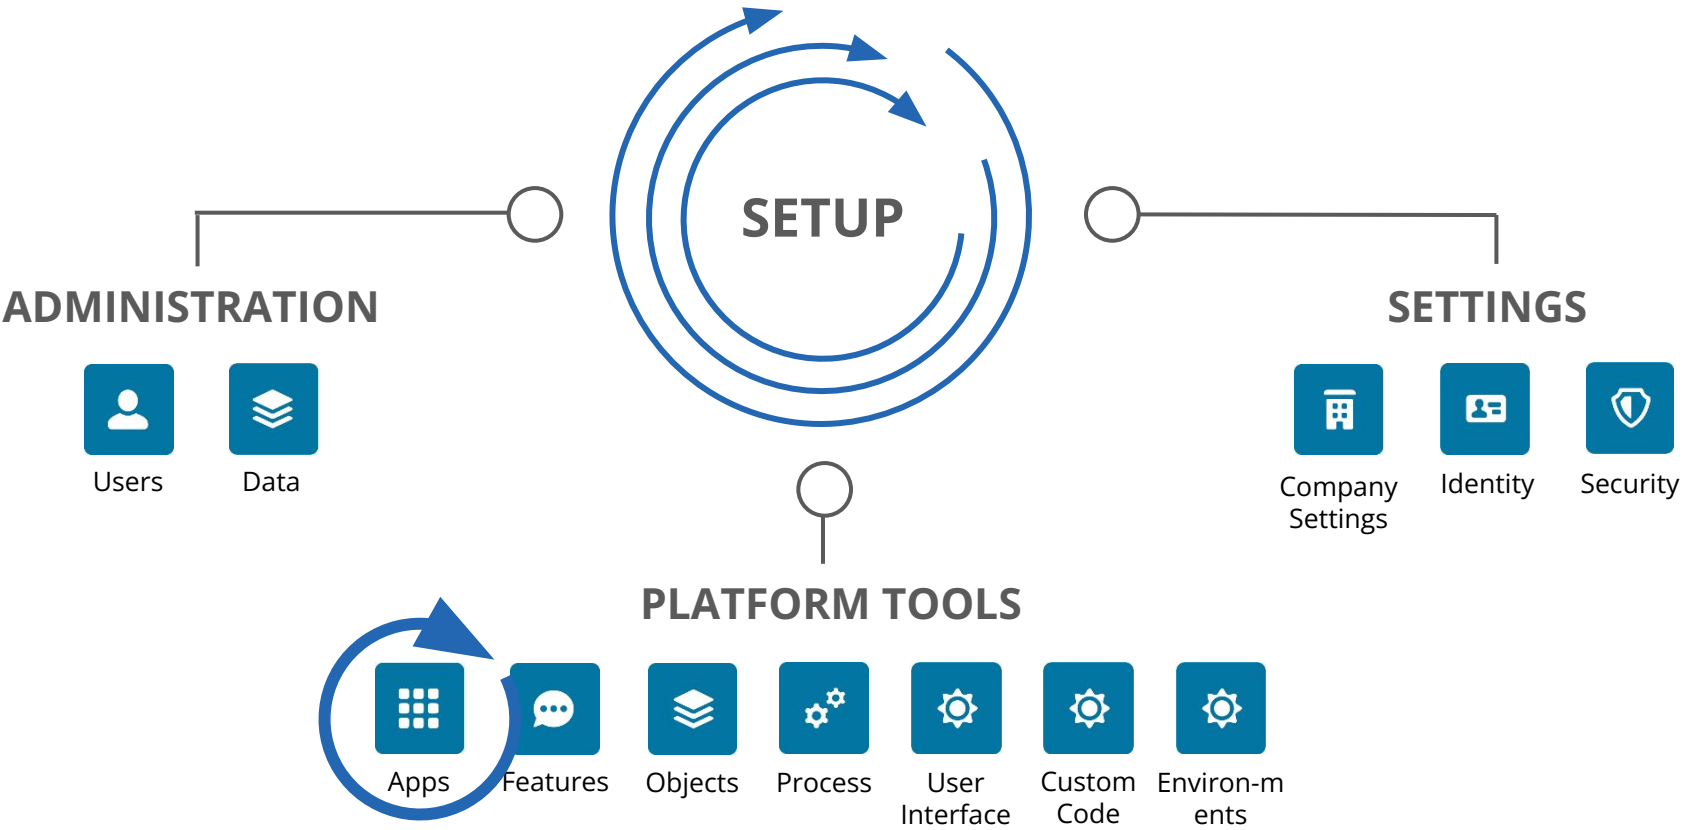 SETUP
ADMINISTRATION
Users
Data
SETTINGS
Company
Settings
Identity
Security
PLATFORM TOOLS
Apps
Features
Objects
Process
User
Interface
Custom
Code
Environ-m
ents